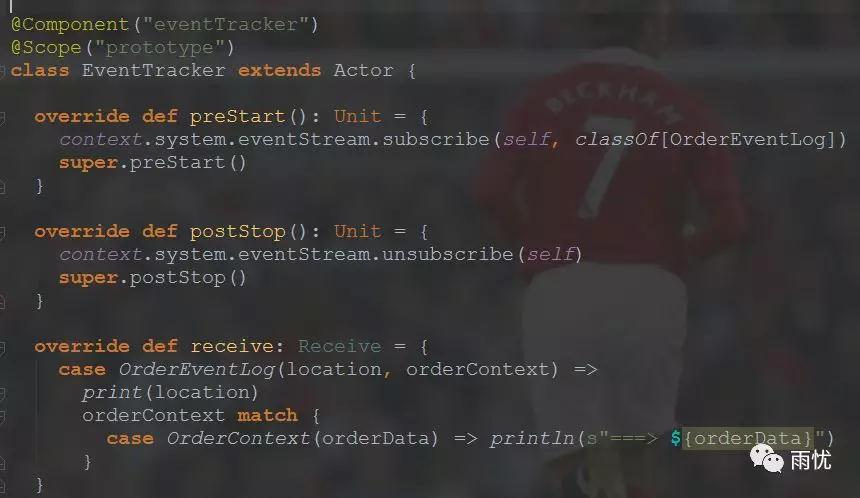 @Component("eventTracker")
@Scope("prototype")
class EventTracker extends Actor {
override def preStart(): Unit = {
context.system.eventStream.subscribe(self, classOf[OrderEventLog])
super.preStart()
}
override def postStop(): Unit = {
context.system.eventStream.unsubscribe(self)
super.postStop()
}
override def receive: Receive = {
case OrderEventLog(location, orderContext) =>
print(location)
orderContext match {
case OrderContext(orderData) => println(s"===> ${orderData}")
}
}
BECKHAM
7
雨忧